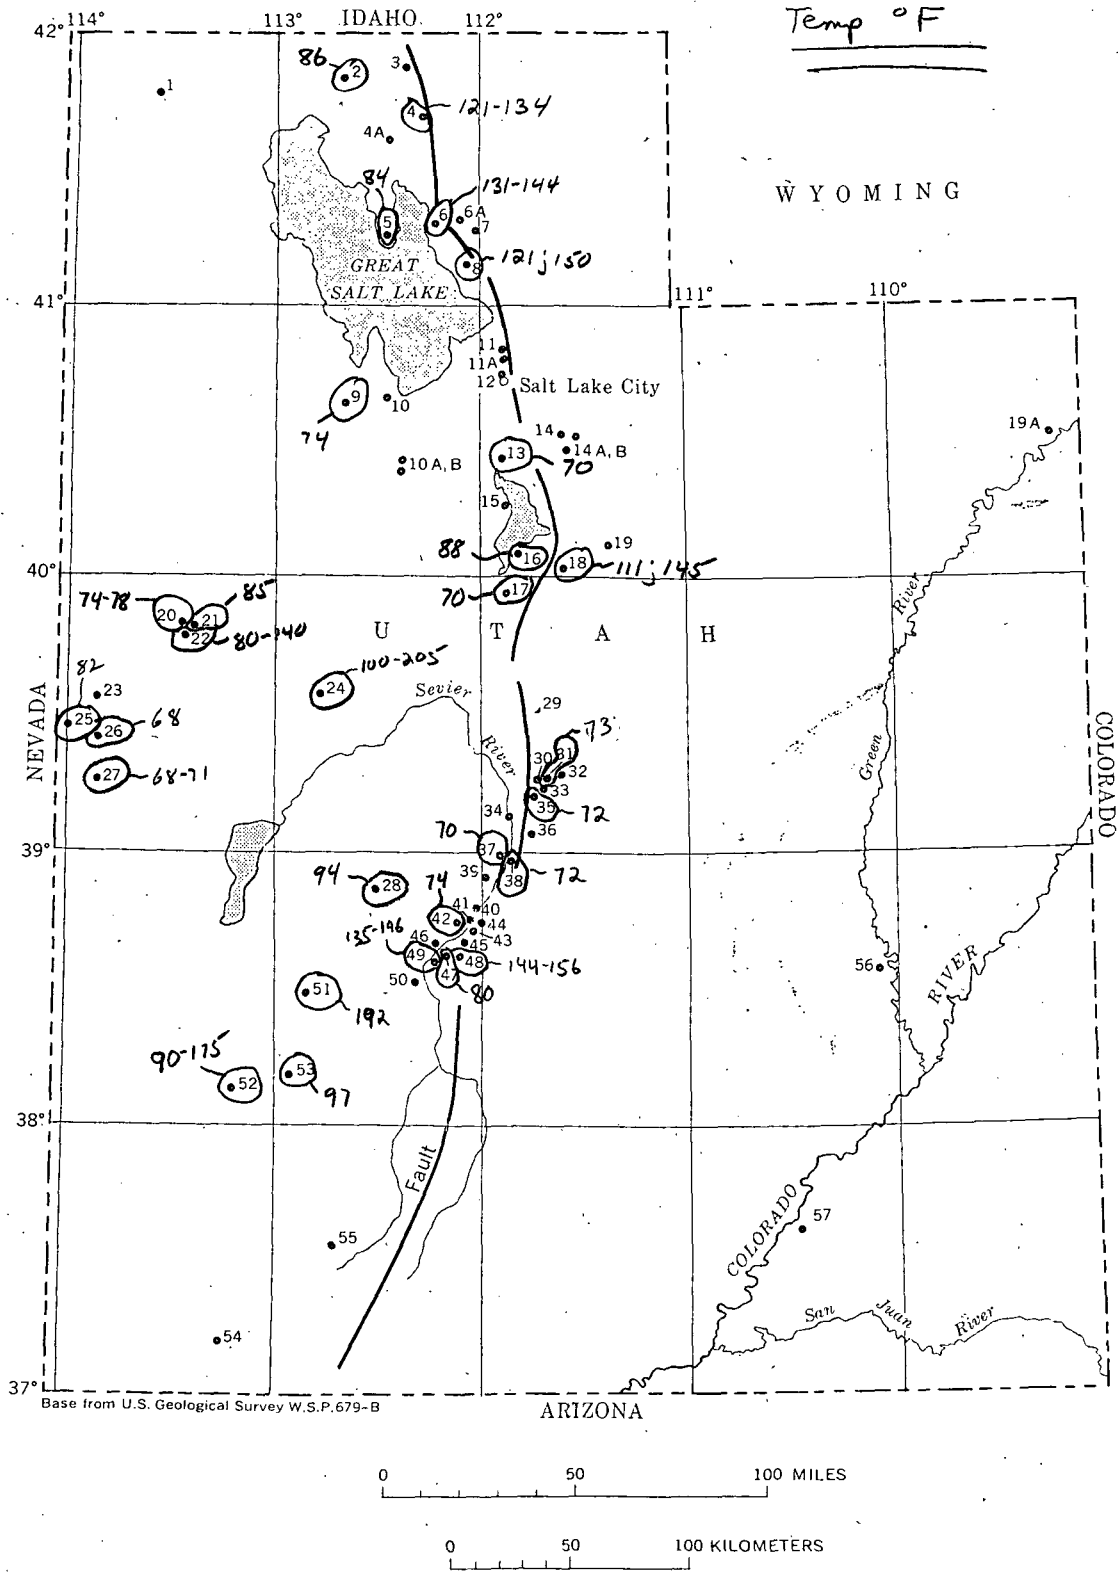 Temp °F
114° 113° IDAHO 112°
42°
86 2 3
1
4 121-134
4A
84 131-144
WYOMING
5 6 6A
7
8 121; 150
GREAT
SALT LAKE
41° 111° 110°
11
11A
12 Salt Lake City
9 10
74
14 19A
14 A, B
10 A, B 13 70
15
88 16 18 19
111; 145
40°
70 17
74-78 85
20 21
22 80-140
U T A H
River
82 100-205
23 24 Sevier
NEVADA
25 26 68
29
73
River
30 31
32
27 68-71
33
35 72
34
36
Green
COLORADO
70
39° 37
38 72
39
94 28
74
41 40
42 44
43
135-196 46 45
49 48 144-156
50 47
80
51
192
56
RIVER
90-175
52 53
97
38°
Fault
COLORADO
57
55
San Juan River
54
37°
Base from U.S. Geological Survey W.S.P. 679-B
ARIZONA
0 50 100 MILES
0 50 100 KILOMETERS